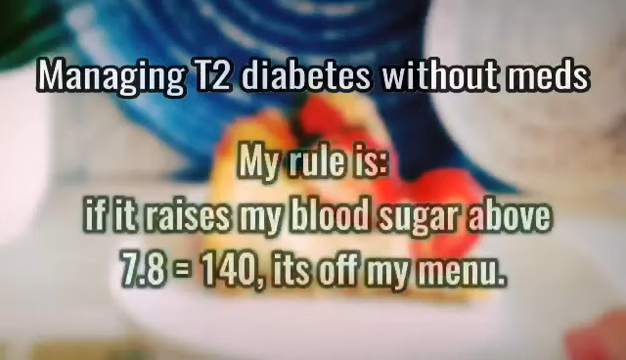 Managing T2 diabetes without meds
My rule is:
if it raises my blood sugar above
7.8 = 140, its off my menu.